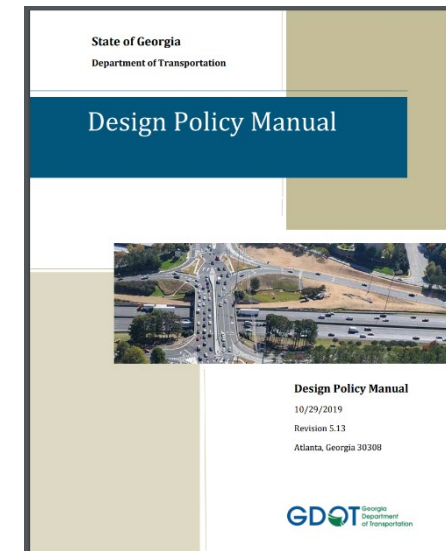 State of Georgia
Department of Transportation
Design Policy Manual
Design Policy Manual
10/29/2019
Revision 5.13
Atlanta, Georgia 30308
GDOT
Georgia
Department
of Transportation